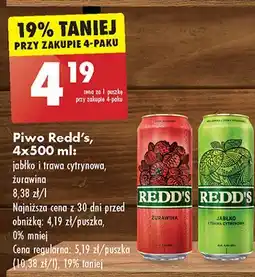 19% TANIEJ
PRZY ZAKUPIE 4-PAKU
4,19
cena za 1 puszkę
przy zakupie 4-paku
Piwo Redd's,
4x500 ml:
jabłko i trawa cytrynowa,
żurawina
8,38 zł/l
Najniższa cena z 30 dni przed
obniżką: 4,19 zł/puszka,
0% mniej
Cena regularna: 5,19 zł/puszka
(10,38 zł/l), 19% taniej
REDD'S
ŻURAWINA
REDD'S
JABŁKO
I TRAWA CYTRYNOWA